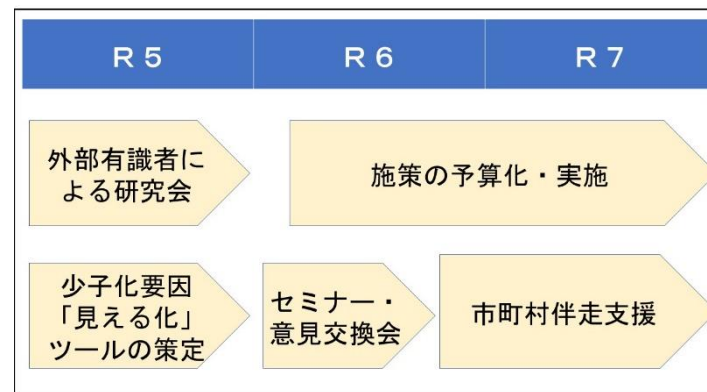 R5
R6
R7
外部有識者に
よる研究会
施策の予算化・実施
少子化要因
「見える化」
ツールの策定
セミナー・
意見交換会
市町村伴走支援